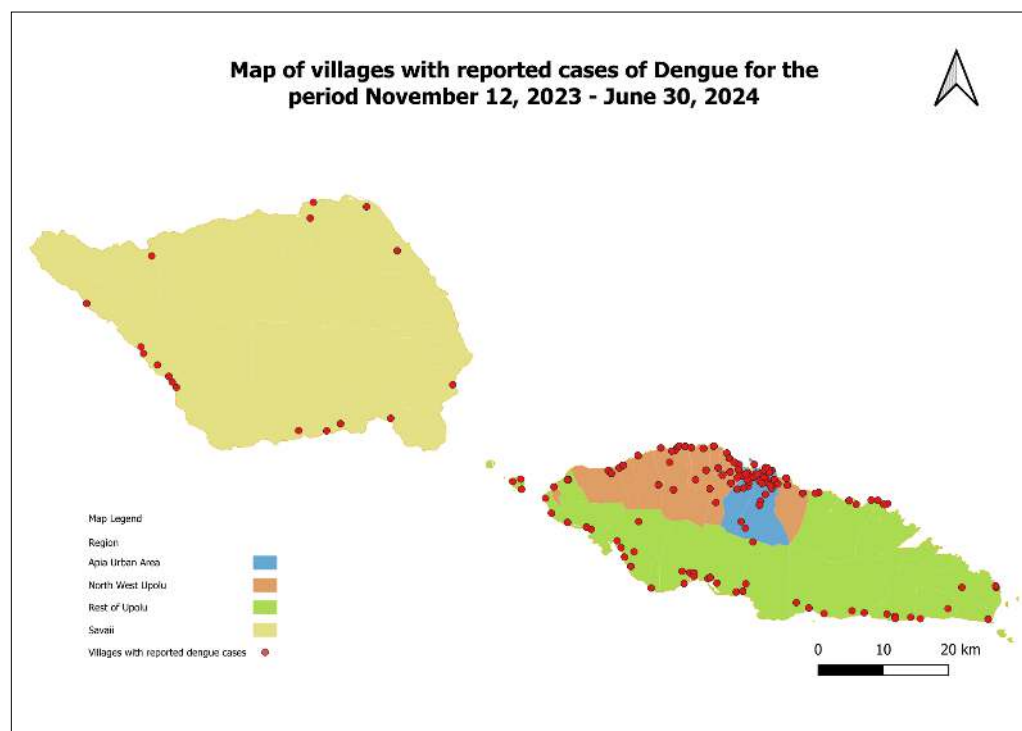 Map of villages with reported cases of Dengue for the
period November 12, 2023 - June 30, 2024
Map Legend
Region
Apia Urban Area
North West Upolu
Rest of Upolu
Savaii
Villages with reported dengue cases
0 10 20 km